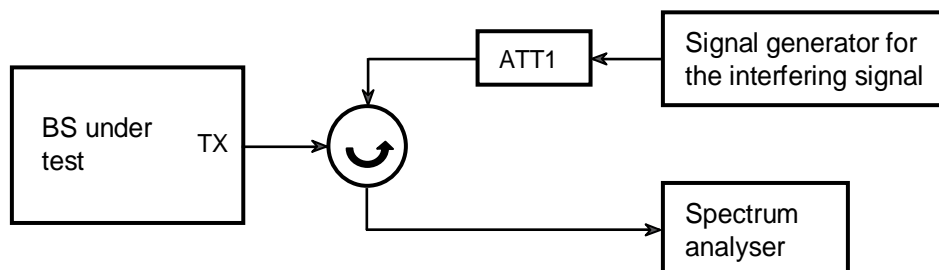 BS under
test
TX
ATT1
Signal generator for
the interfering signal
Spectrum
analyser